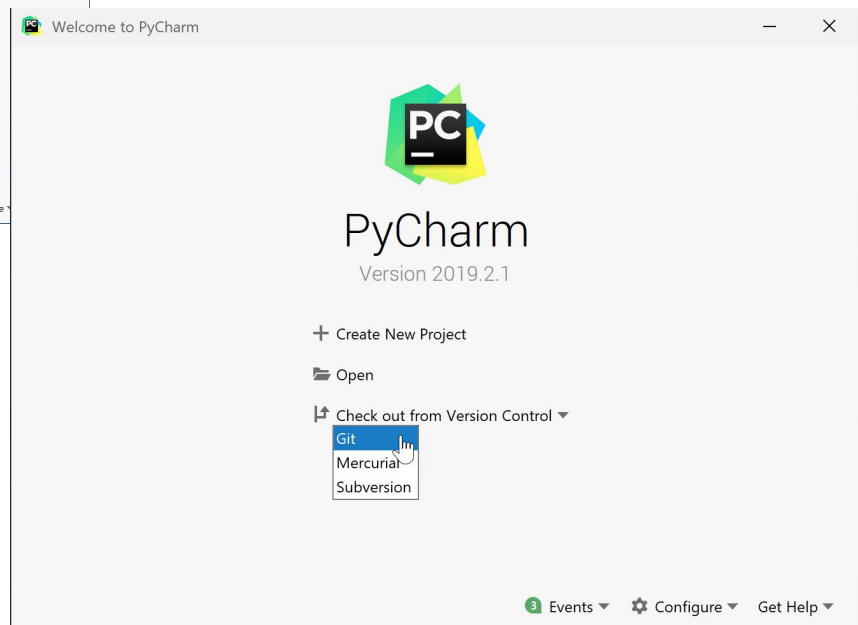 PC
Welcome to PyCharm
PC
PyCharm
Version 2019.2.1
Create New Project
Open
Check out from Version Control
Git
Mercurial
Subversion
3 Events
Configure
Get Help